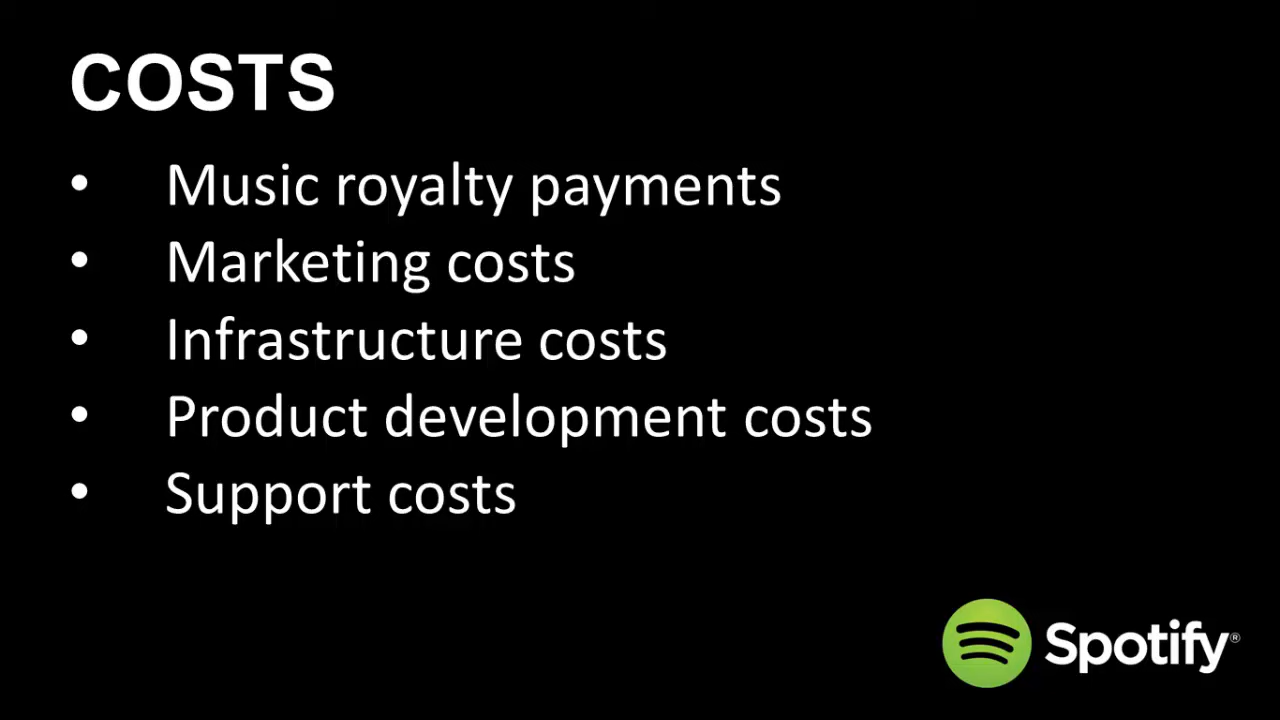 COSTS
• Music royalty payments
• Marketing costs
• Infrastructure costs
• Product development costs
• Support costs
Spotify®